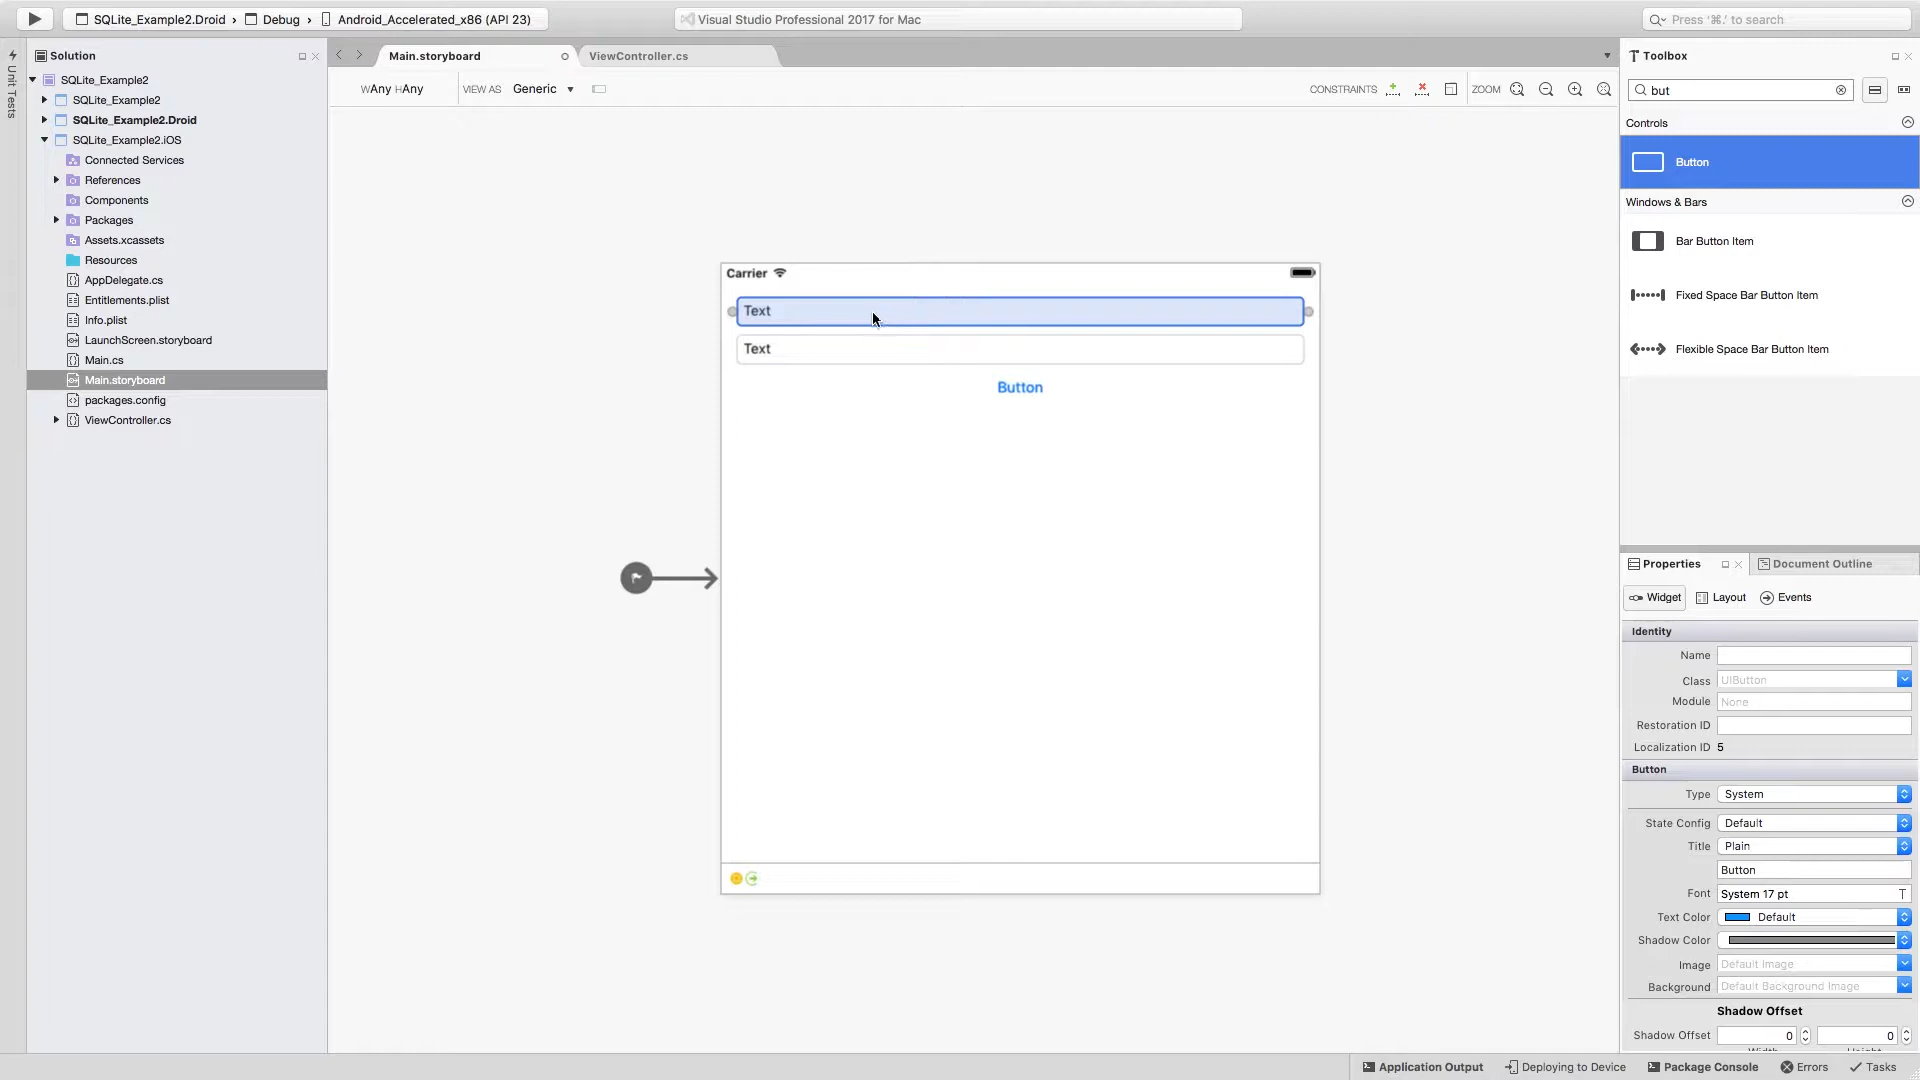 SQLite_Example2.Droid › Debug › Android_Accelerated_x86 (API 23)
Visual Studio Professional 2017 for Mac
Press '⌘.' to search
Unit Tests
Solution
SQLite_Example2
SQLite_Example2
SQLite_Example2.Droid
SQLite_Example2.iOS
Connected Services
References
Components
Packages
Assets.xcassets
Resources
AppDelegate.cs
Entitlements.plist
Info.plist
LaunchScreen.storyboard
Main.cs
Main.storyboard
packages.config
ViewController.cs
Main.storyboard
ViewController.cs
WAny HAny
VIEW AS Generic
CONSTRAINTS
ZOOM
Carrier
Text
Text
Button
Toolbox
but
Controls
Button
Windows & Bars
Bar Button Item
Fixed Space Bar Button Item
Flexible Space Bar Button Item
Properties
Document Outline
Widget Layout Events
Identity
Name
Class UIButton
Module None
Restoration ID
Localization ID 5
Button
Type System
State Config Default
Title Plain
Button
Font System 17 pt T
Text Color Default
Shadow Color
Image Default Image
Background Default Background Image
Shadow Offset
Shadow Offset 0 0
Width Height
Application Output Deploying to Device Package Console Errors Tasks